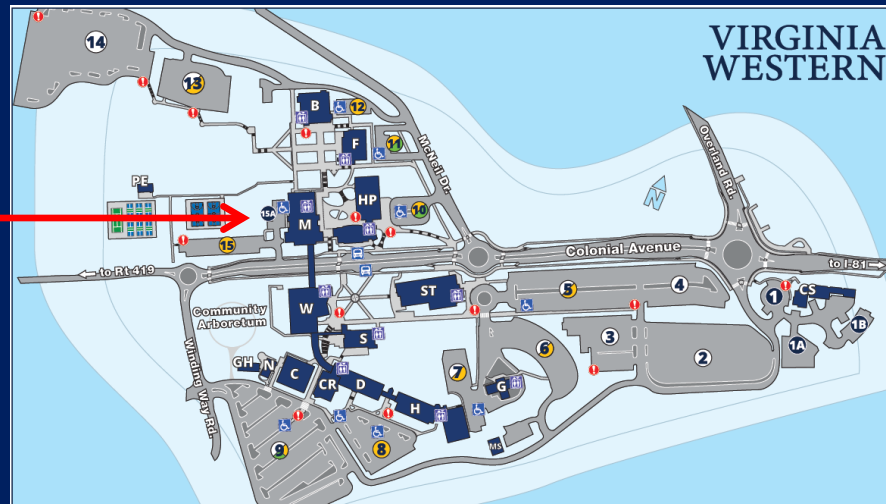 VIRGINIA
WESTERN
14
13
B
12
F
11
McNeil Dr.
Overland Rd.
PE
HP
15A
M
10
15
Colonial Avenue
to Rt 419
to I-81
ST
5
4
1
CS
W
Community
Arboretum
1B
S
3
1A
6
2
Winding Way Rd.
GH
N
C
CR
D
7
G
H
9
8
MS